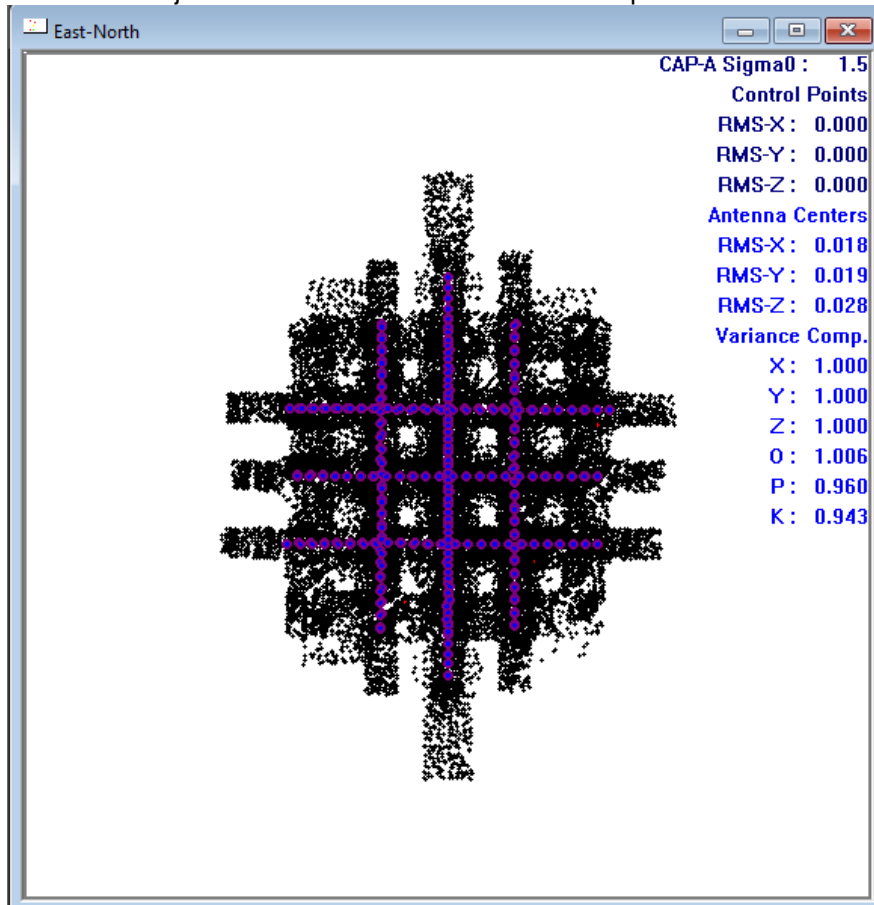 East-North
CAP-A Sigma0 : 1.5
Control Points
RMS-X : 0.000
RMS-Y : 0.000
RMS-Z : 0.000
Antenna Centers
RMS-X : 0.018
RMS-Y : 0.019
RMS-Z : 0.028
Variance Comp.
X : 1.000
Y : 1.000
Z : 1.000
O : 1.006
P : 0.960
K : 0.943